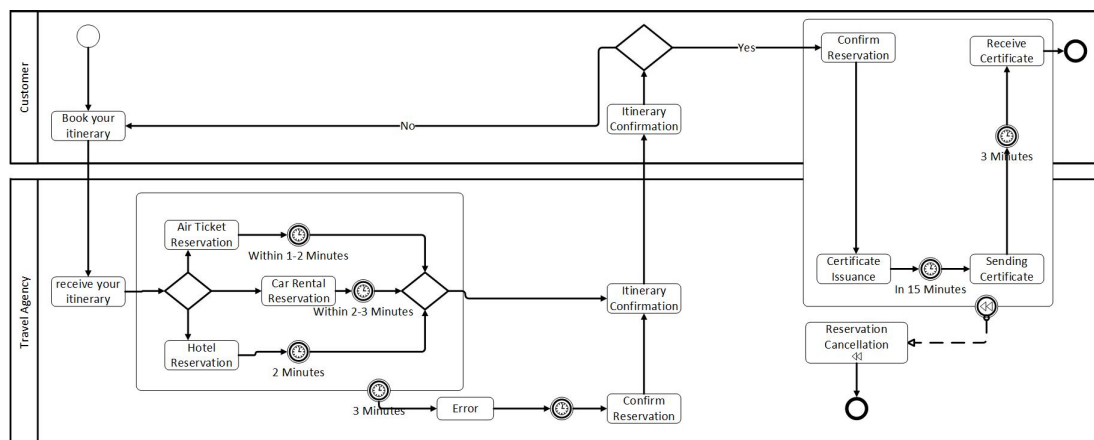 Customer
Book your
itinerary
No
Itinerary
Confirmation
Yes
Confirm
Reservation
Receive
Certificate
3 Minutes
Travel Agency
receive your
itinerary
Air Ticket
Reservation
Within 1-2 Minutes
Car Rental
Reservation
Within 2-3 Minutes
Hotel
Reservation
2 Minutes
3 Minutes
Error
Confirm
Reservation
Itinerary
Confirmation
Certificate
Issuance
In 15 Minutes
Sending
Certificate
Reservation
Cancellation